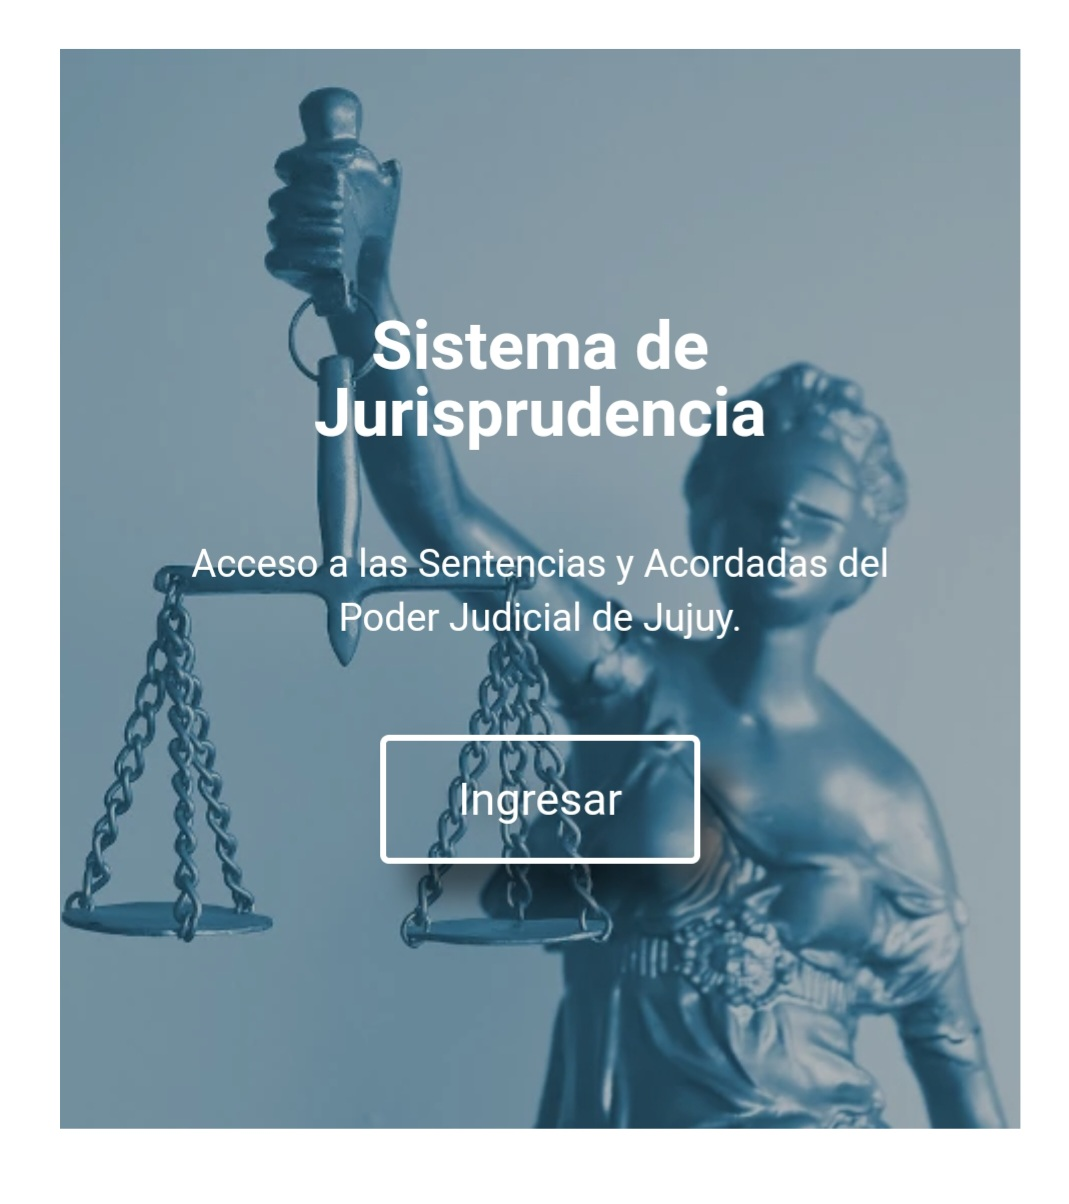 Sistema de
Jurisprudencia
Acceso a las Sentencias y Acordadas del
Poder Judicial de Jujuy.
Ingresar